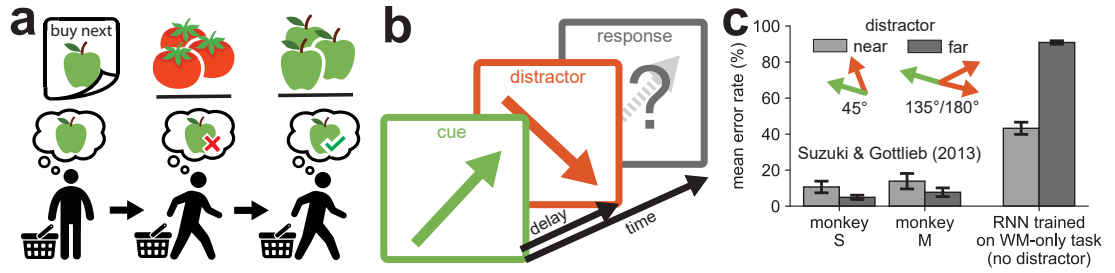 a
buy next
b
cue
distractor
response
?
delay
time
c
distractor
near
far
45°
135°/180°
Suzuki & Gottlieb (2013)
mean error rate (%)
100
80
60
40
20
0
monkey
S
monkey
M
RNN trained
on WM-only task
(no distractor)